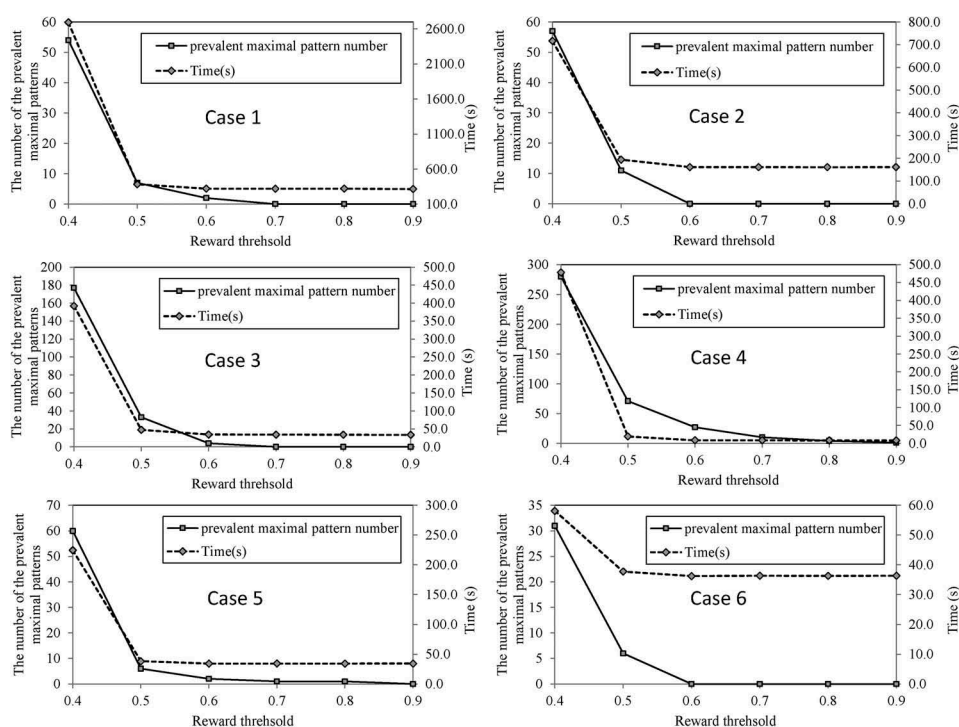 The number of the prevalent
maximal patterns
60
50
40
30
20
10
0
2600.0
2100.0
1600.0
1100.0
600.0
100.0
Time (s)
prevalent maximal pattern number
Time(s)
Case 1
0.4 0.5 0.6 0.7 0.8 0.9
Reward threhsold
The number of the prevalent
maximal patterns
60
50
40
30
20
10
0
800.0
700.0
600.0
500.0
400.0
300.0
200.0
100.0
0.0
Time (s)
prevalent maximal pattern number
Time(s)
Case 2
0.4 0.5 0.6 0.7 0.8 0.9
Reward threhsold
The number of the prevalent
maximal patterns
200
180
160
140
120
100
80
60
40
20
0
500.0
450.0
400.0
350.0
300.0
250.0
200.0
150.0
100.0
50.0
0.0
Time (s)
prevalent maximal pattern number
Time(s)
Case 3
0.4 0.5 0.6 0.7 0.8 0.9
Reward threhsold
The number of the prevalent
maximal patterns
300
250
200
150
100
50
0
500.0
450.0
400.0
350.0
300.0
250.0
200.0
150.0
100.0
50.0
0.0
Time (s)
prevalent maximal pattern number
Time(s)
Case 4
0.4 0.5 0.6 0.7 0.8 0.9
Reward threhsold
The number of the prevalent
maximal patterns
70
60
50
40
30
20
10
0
300.0
250.0
200.0
150.0
100.0
50.0
0.0
Time (s)
prevalent maximal pattern number
Time(s)
Case 5
0.4 0.5 0.6 0.7 0.8 0.9
Reward threhsold
The number of the prevalent
maximal patterns
35
30
25
20
15
10
5
0
60.0
50.0
40.0
30.0
20.0
10.0
0.0
Time (s)
prevalent maximal pattern number
Time(s)
Case 6
0.4 0.5 0.6 0.7 0.8 0.9
Reward threhsold